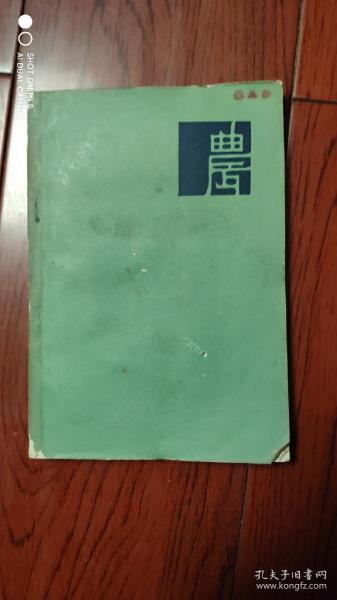 SHOT ON MI 8
AI DUAL CAMERA
農
孔夫子旧书网
www.kongfz.com